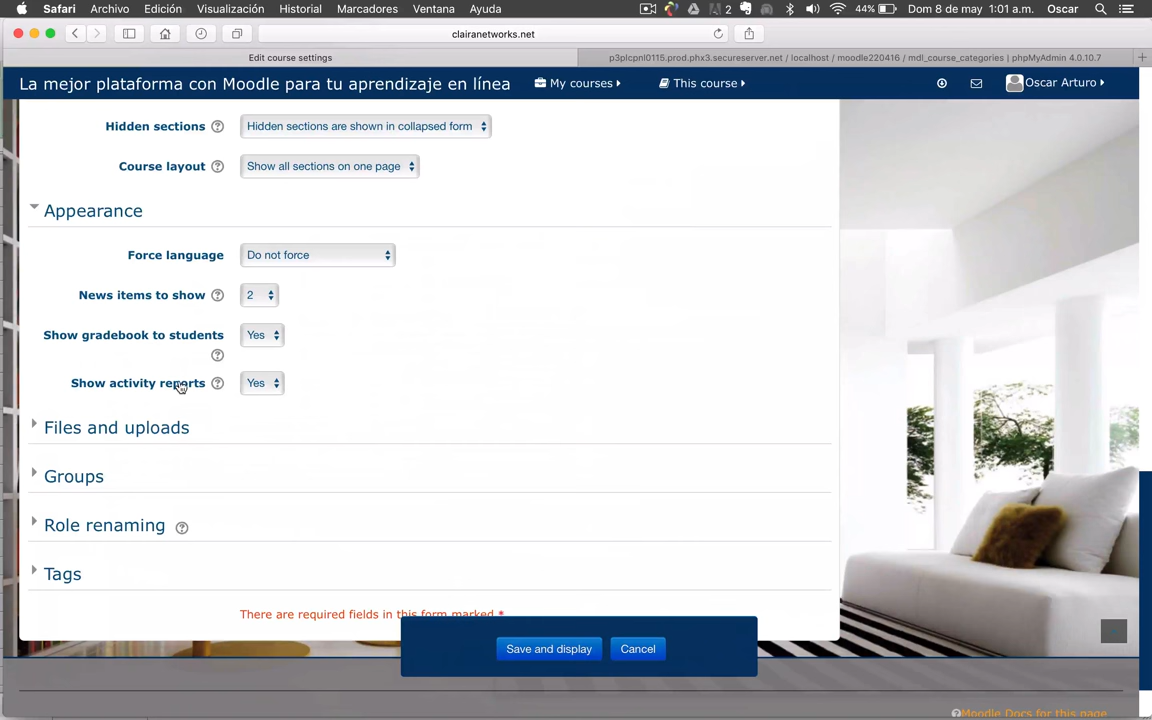 Safari Archivo Edición Visualización Historial Marcadores Ventana Ayuda 2 44% Dom 8 de may 1:01 a.m. Oscar
clairanetworks.net
Edit course settings p3plcpnl0115.prod.phx3.secureserver.net / localhost / moodle220416 / mdl_course_categories | phpMyAdmin 4.0.10.7
La mejor plataforma con Moodle para tu aprendizaje en línea My courses This course Oscar Arturo
Hidden sections Hidden sections are shown in collapsed form
Course layout Show all sections on one page
Appearance
Force language Do not force
News items to show 2
Show gradebook to students Yes
Show activity reports Yes
Files and uploads
Groups
Role renaming
Tags
There are required fields in this form marked *
Save and display Cancel
Moodle Docs for this page